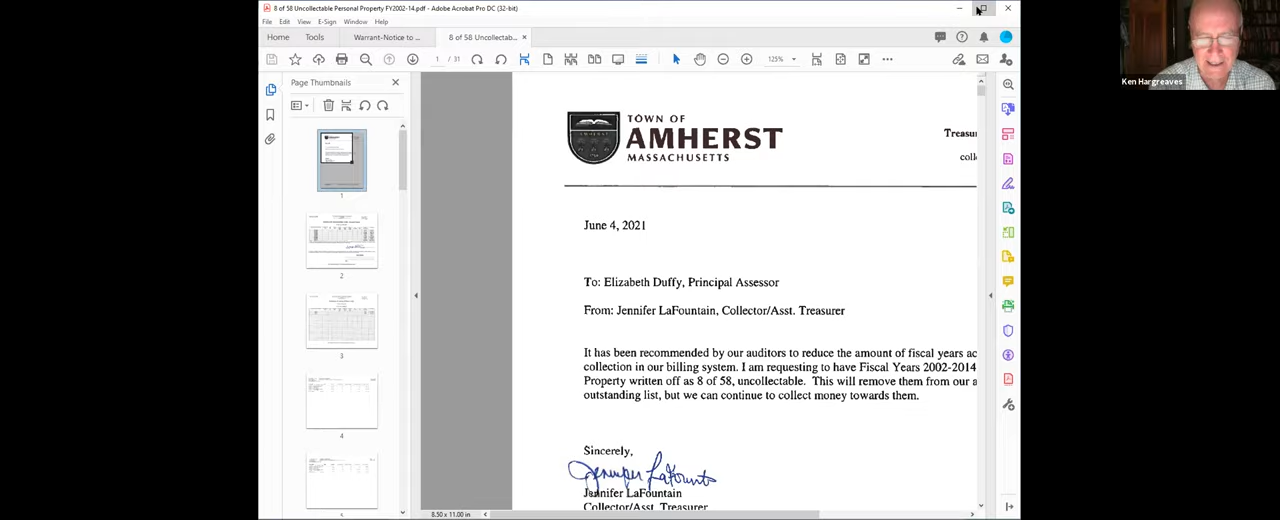 8 of 58 Uncollectable Personal Property FY2002-14.pdf - Adobe Acrobat Pro DC (32-bit)
File Edit View E-Sign Window Help
Home Tools Warrant-Notice to ... 8 of 58 Uncollectab... ×
1 / 31 125%
Page Thumbnails
1
2
3
4
5
TOWN OF
AMHERST
MASSACHUSETTS
Treasu
coll
June 4, 2021
To: Elizabeth Duffy, Principal Assessor
From: Jennifer LaFountain, Collector/Asst. Treasurer
It has been recommended by our auditors to reduce the amount of fiscal years ac
collection in our billing system. I am requesting to have Fiscal Years 2002-2014
Property written off as 8 of 58, uncollectable. This will remove them from our a
outstanding list, but we can continue to collect money towards them.
Sincerely,
Jennifer LaFountain
Jennifer LaFountain
Collector/Asst. Treasurer
8.50 x 11.00 in
Ken Hargreaves